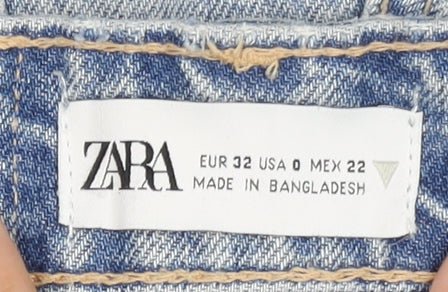 ZARA
EUR 32 USA 0 MEX 22
MADE IN BANGLADESH